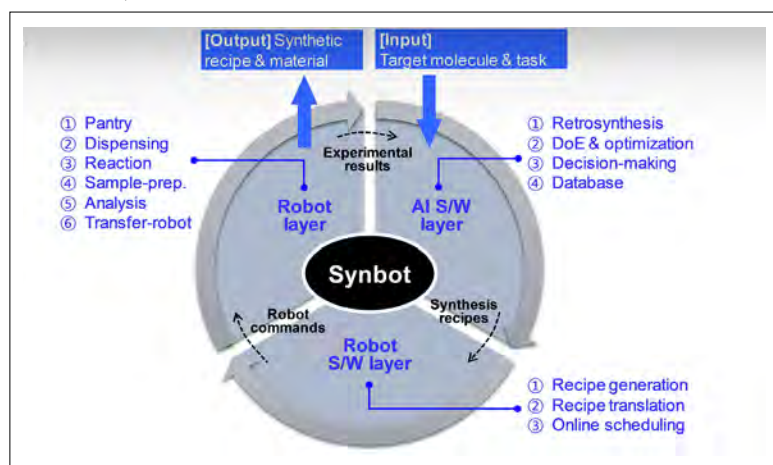 [Output] Synthetic
recipe & material
[Input]
Target molecule & task
① Pantry
② Dispensing
③ Reaction
④ Sample-prep.
⑤ Analysis
⑥ Transfer-robot
Experimental
results
① Retrosynthesis
② DoE & optimization
③ Decision-making
④ Database
Robot
layer
AI S/W
layer
Synbot
Robot
commands
Synthesis
recipes
Robot
S/W layer
① Recipe generation
② Recipe translation
③ Online scheduling